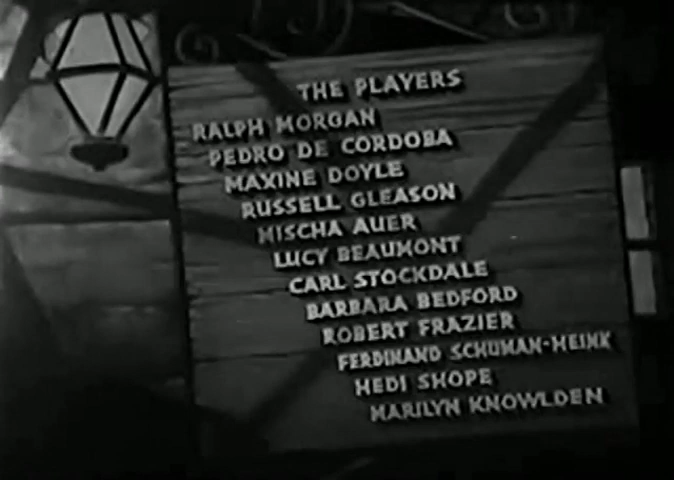 THE PLAYERS
RALPH MORGAN
PEDRO DE CORDOBA
MAXINE DOYLE
RUSSELL GLEASON
MISCHA AUER
LUCY BEAUMONT
CARL STOCKDALE
BARBARA BEDFORD
ROBERT FRAZIER
FERDINAND SCHUMAN-HEINK
HEDI SHOPE
MARILYN KNOWLDEN